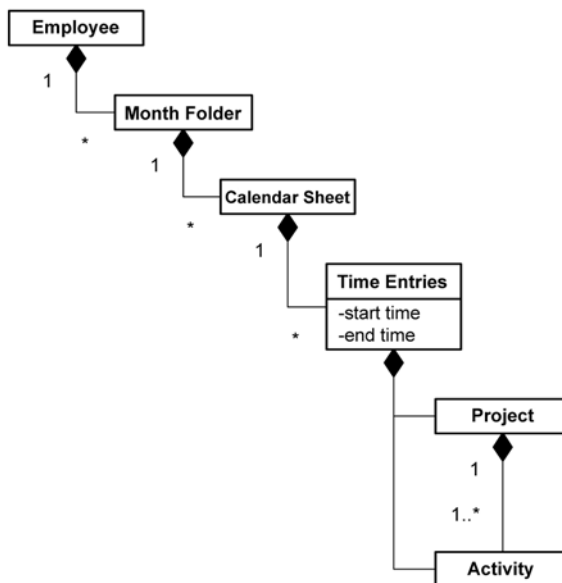 Employee
1
*
Month Folder
1
*
Calendar Sheet
1
*
Time Entries
-start time
-end time
Project
1
1..*
Activity